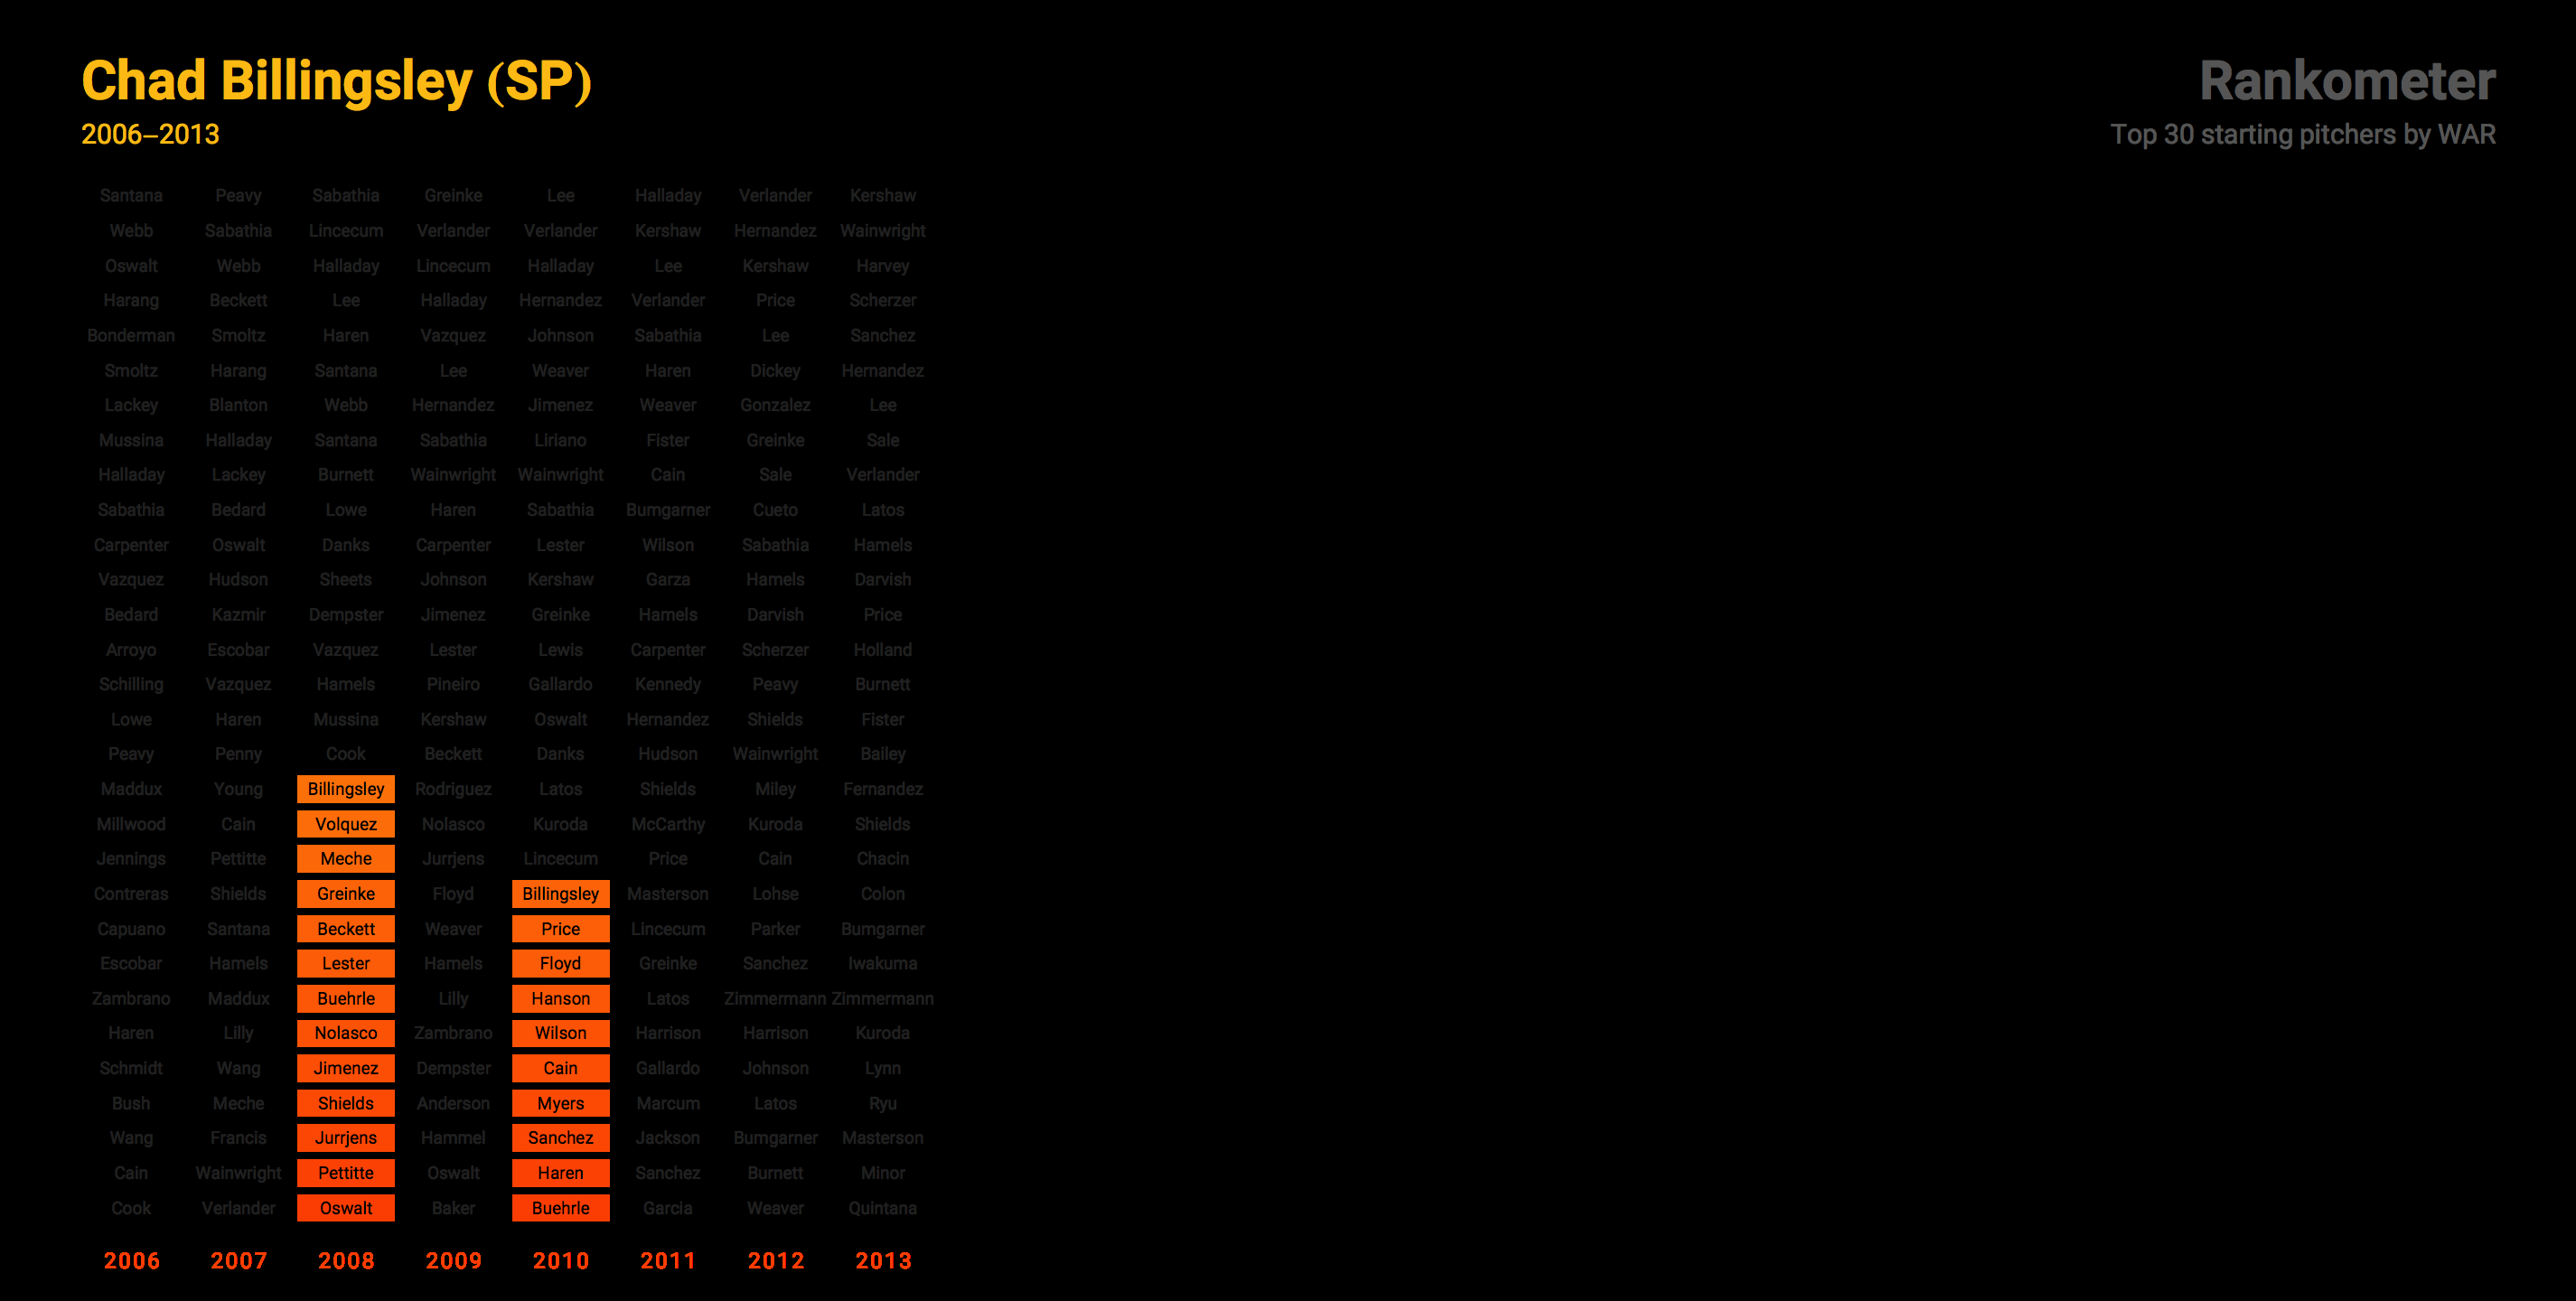 Chad Billingsley (SP)
2006–2013
Rankometer
Top 30 starting pitchers by WAR
Santana Peavy Sabathia Greinke Lee Halladay Verlander Kershaw
Webb Sabathia Lincecum Verlander Verlander Kershaw Hernandez Wainwright
Oswalt Webb Halladay Lincecum Halladay Lee Kershaw Harvey
Harang Beckett Lee Halladay Hernandez Verlander Price Scherzer
Bonderman Smoltz Haren Vazquez Johnson Sabathia Lee Sanchez
Smoltz Harang Santana Lee Weaver Haren Dickey Hernandez
Lackey Blanton Webb Hernandez Jimenez Weaver Gonzalez Lee
Mussina Halladay Santana Sabathia Liriano Fister Greinke Sale
Halladay Lackey Burnett Wainwright Wainwright Cain Sale Verlander
Sabathia Bedard Lowe Haren Sabathia Bumgarner Cueto Latos
Carpenter Oswalt Danks Carpenter Lester Wilson Sabathia Hamels
Vazquez Hudson Sheets Johnson Kershaw Garza Hamels Darvish
Bedard Kazmir Dempster Jimenez Greinke Hamels Darvish Price
Arroyo Escobar Vazquez Lester Lewis Carpenter Scherzer Holland
Schilling Vazquez Hamels Pineiro Gallardo Kennedy Peavy Burnett
Lowe Haren Mussina Kershaw Oswalt Hernandez Shields Fister
Peavy Penny Cook Beckett Danks Hudson Wainwright Bailey
Maddux Young Billingsley Rodriguez Latos Shields Miley Fernandez
Millwood Cain Volquez Nolasco Kuroda McCarthy Kuroda Shields
Jennings Pettitte Meche Jurrjens Lincecum Price Cain Chacin
Contreras Shields Greinke Floyd Billingsley Masterson Lohse Colon
Capuano Santana Beckett Weaver Price Lincecum Parker Bumgarner
Escobar Hamels Lester Hamels Floyd Greinke Sanchez Iwakuma
Zambrano Maddux Buehrle Lilly Hanson Latos Zimmermann Zimmermann
Haren Lilly Nolasco Zambrano Wilson Harrison Harrison Kuroda
Schmidt Wang Jimenez Dempster Cain Gallardo Johnson Lynn
Bush Meche Shields Anderson Myers Marcum Latos Ryu
Wang Francis Jurrjens Hammel Sanchez Jackson Bumgarner Masterson
Cain Wainwright Pettitte Oswalt Haren Sanchez Burnett Minor
Cook Verlander Oswalt Baker Buehrle Garcia Weaver Quintana
2006 2007 2008 2009 2010 2011 2012 2013